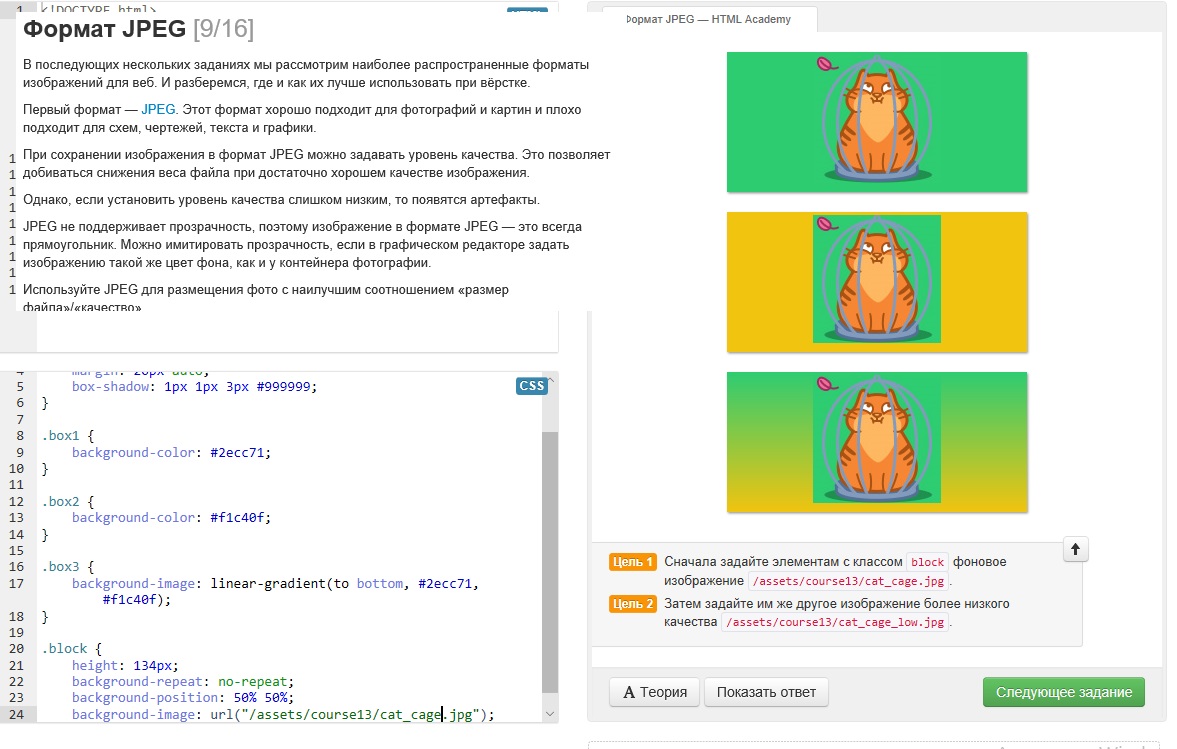 1 <!DOCTYPE html>
Формат JPEG [9/16]
В последующих нескольких заданиях мы рассмотрим наиболее распространенные форматы
изображений для веб. И разберемся, где и как их лучше использовать при вёрстке.
Первый формат — JPEG. Этот формат хорошо подходит для фотографий и картин и плохо
подходит для схем, чертежей, текста и графики.
При сохранении изображения в формат JPEG можно задавать уровень качества. Это позволяет
добиваться снижения веса файла при достаточно хорошем качестве изображения.
Однако, если установить уровень качества слишком низким, то появятся артефакты.
JPEG не поддерживает прозрачность, поэтому изображение в формате JPEG — это всегда
прямоугольник. Можно имитировать прозрачность, если в графическом редакторе задать
изображению такой же цвет фона, как и у контейнера фотографии.
Используйте JPEG для размещения фото с наилучшим соотношением «размер
файла»/«качество»
4 margin: 20px auto;
5 box-shadow: 1px 1px 3px #999999;
CSS
6 }
7
8 .box1 {
9 background-color: #2ecc71;
10 }
11
12 .box2 {
13 background-color: #f1c40f;
14 }
15
16 .box3 {
17 background-image: linear-gradient(to bottom, #2ecc71,
#f1c40f);
18 }
19
20 .block {
21 height: 134px;
22 background-repeat: no-repeat;
23 background-position: 50% 50%;
24 background-image: url("/assets/course13/cat_cage.jpg");
Формат JPEG — HTML Academy
Цель 1 Сначала задайте элементам с классом block фоновое
изображение /assets/course13/cat_cage.jpg.
Цель 2 Затем задайте им же другое изображение более низкого
качества /assets/course13/cat_cage_low.jpg.
А Теория Показать ответ Следующее задание